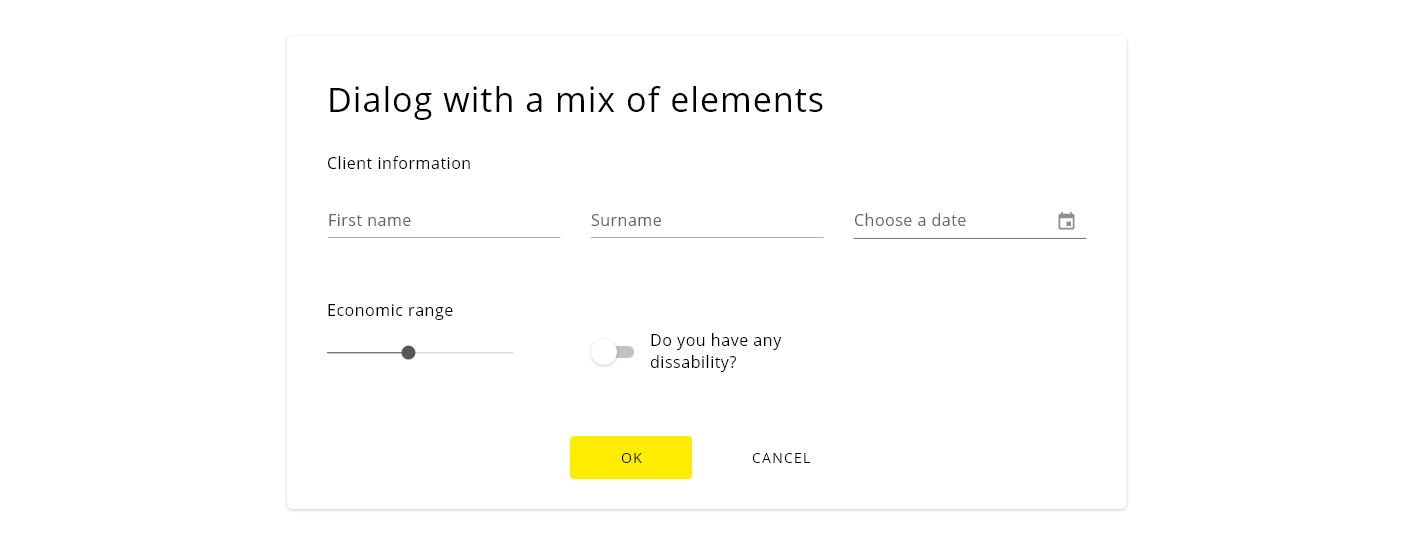 Dialog with a mix of elements
Client information
First name
Surname
Choose a date
Economic range
Do you have any
dissability?
OK
CANCEL